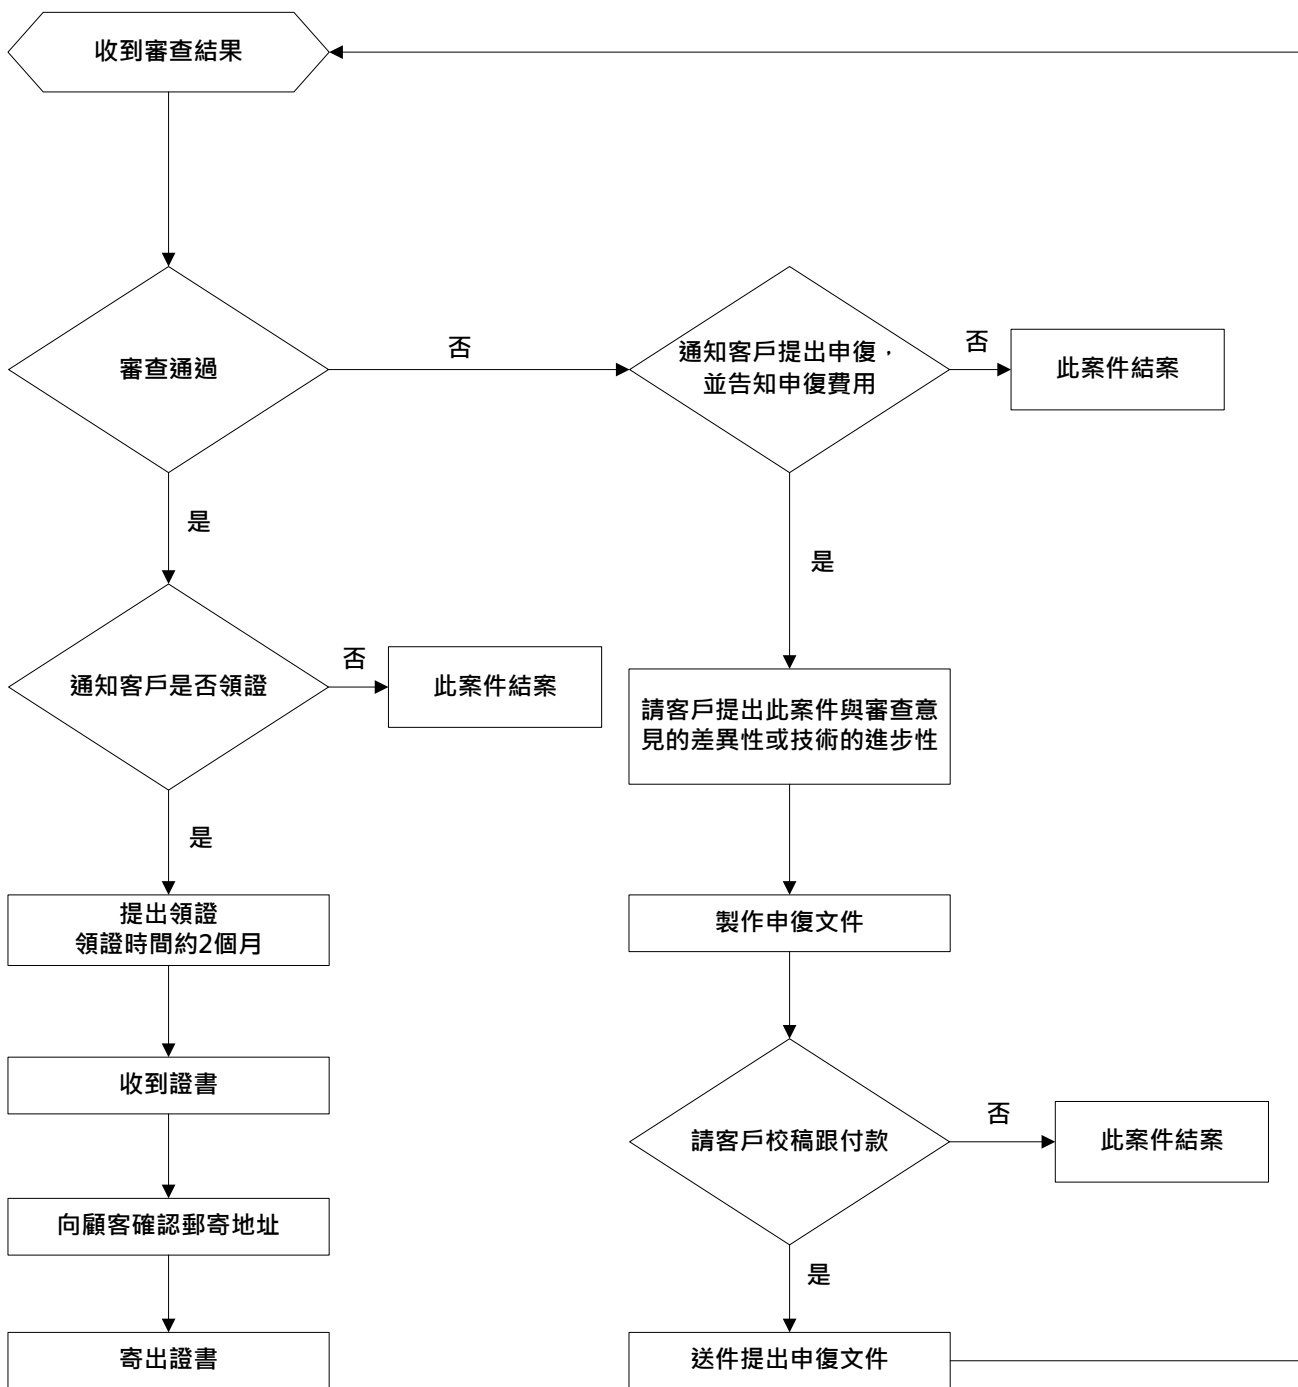 收到審查結果
審查通過
否
通知客戶提出申復，
並告知申復費用
否
此案件結案
是
是
通知客戶是否領證
否
此案件結案
請客戶提出此案件與審查意
見的差異性或技術的進步性
是
提出領證
領證時間約2個月
製作申復文件
收到證書
請客戶校稿跟付款
否
此案件結案
向顧客確認郵寄地址
是
寄出證書
送件提出申復文件